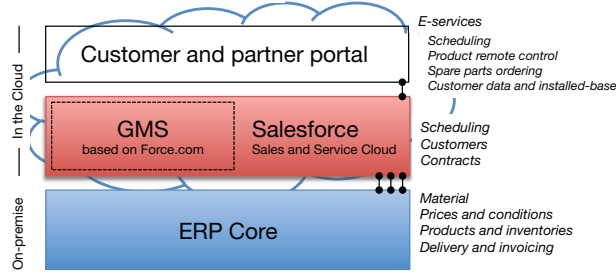 In the Cloud
On-premise
Customer and partner portal
E-services
Scheduling
Product remote control
Spare parts ordering
Customer data and installed-base
GMS
based on Force.com
Salesforce
Sales and Service Cloud
Scheduling
Customers
Contracts
ERP Core
Material
Prices and conditions
Products and inventories
Delivery and invoicing